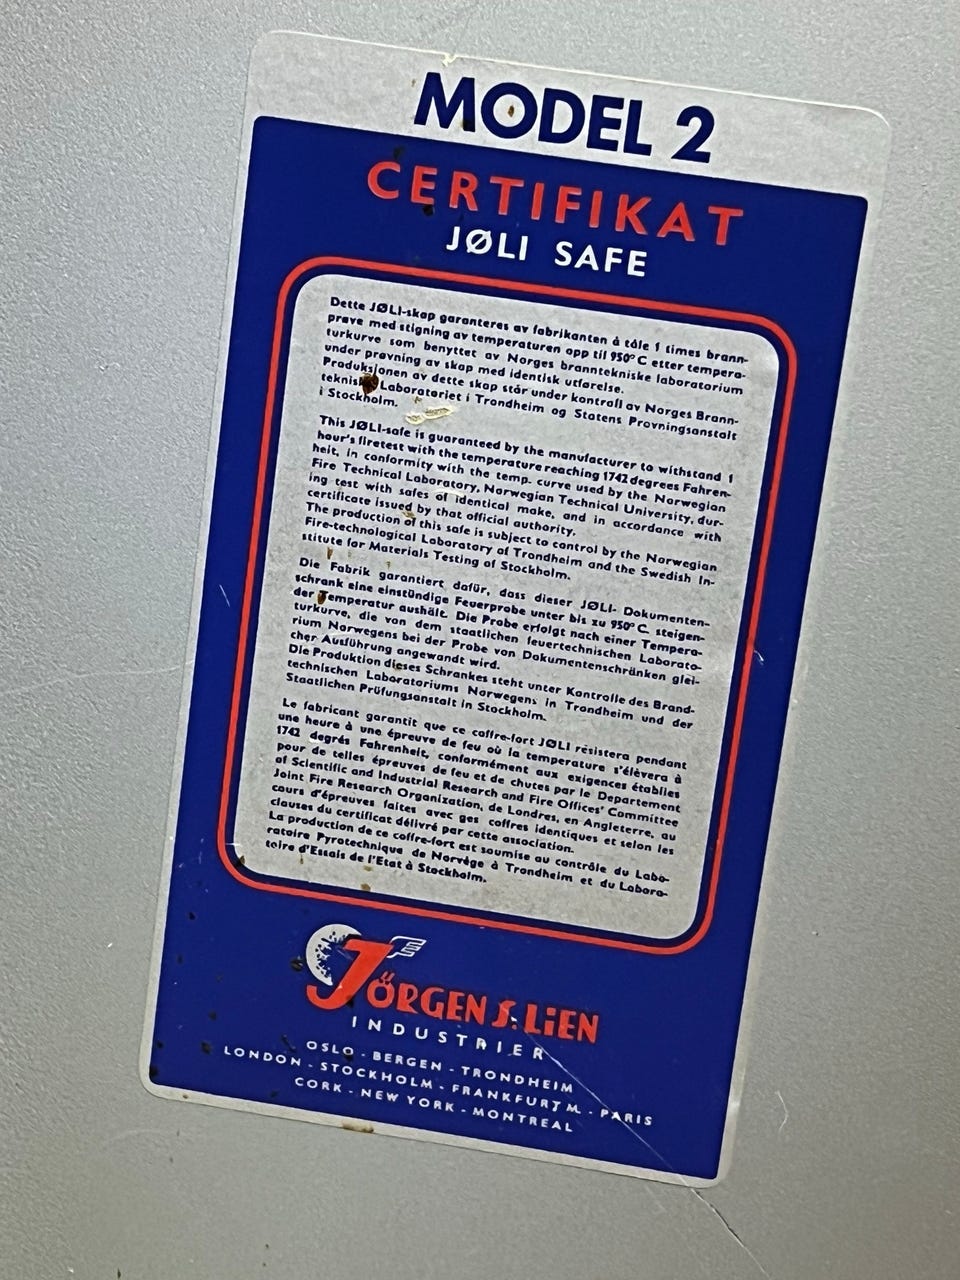 MODEL 2
CERTIFIKAT
JØLI SAFE
Dette JØLI-skap garanteres av fabrikanten å tåle 1 times brann-
prøve med stigning av temperaturen opp til 950° C etter tempera-
turkurve som benyttet av Norges branntekniske laboratorium
under prøvning av skap med identisk utførelse.
Produksjonen av dette skap står under kontroll av Norges Brann-
tekniske Laboratoriet i Trondheim og Statens Provningsanstalt
i Stockholm.
This JØLI-safe is guaranteed by the manufacturer to withstand 1
hour's firetest with the temperature reaching 1742 degrees Fahren-
heit, in conformity with the temp. curve used by the Norwegian
Fire Technical Laboratory, Norwegian Technical University, dur-
ing test with safes of identical make, and in accordance with
certificate issued by that official authority.
The production of this safe is subject to control by the Norwegian
Fire-technological Laboratory of Trondheim and the Swedish In-
stitute for Materials Testing of Stockholm.
Die Fabrik garantiert dafür, dass dieser JØLI- Dokumenten-
schrank eine einstündige Feuerprobe unter bis zu 950° C. steigen-
der Temperatur aushält. Die Probe erfolgt nach einer Tempera-
turkurve, die von dem staatlichen feuertechnischen Laborato-
rium Norwegens bei der Probe von Dokumentenschränken glei-
cher Ausführung angewandt wird.
Die Produktion dieses Schrankes steht unter Kontrolle des Brand-
technischen Laboratoriums Norwegens in Trondheim und der
Staatlichen Prüfungsanstalt in Stockholm.
Le fabricant garantit que ce coffre-fort JØLI résistera pendant
une heure à une épreuve de feu où la temperature s'élèvera à
1742 degrés Fahrenheit, conformément aux exigences établies
pour de telles épreuves de feu et de chutes par le Departement
of Scientific and Industrial Research and Fire Offices' Committee
Joint Fire Research Organization, de Londres, en Angleterre, au
cours d'épreuves faites avec ges coffres identiques et selon les
clauses du certificat délivré par cette association.
La production de ce coffre-fort est soumise au contrôle du Labo-
ratoire Pyrotechnique de Norvège à Trondheim et du Labora-
toire d'Essais de l'Etat à Stockholm.
JÖRGEN S. LIEN
INDUSTRIER
OSLO - BERGEN - TRONDHEIM
LONDON - STOCKHOLM - FRANKFURT M. - PARIS
CORK - NEW YORK - MONTREAL